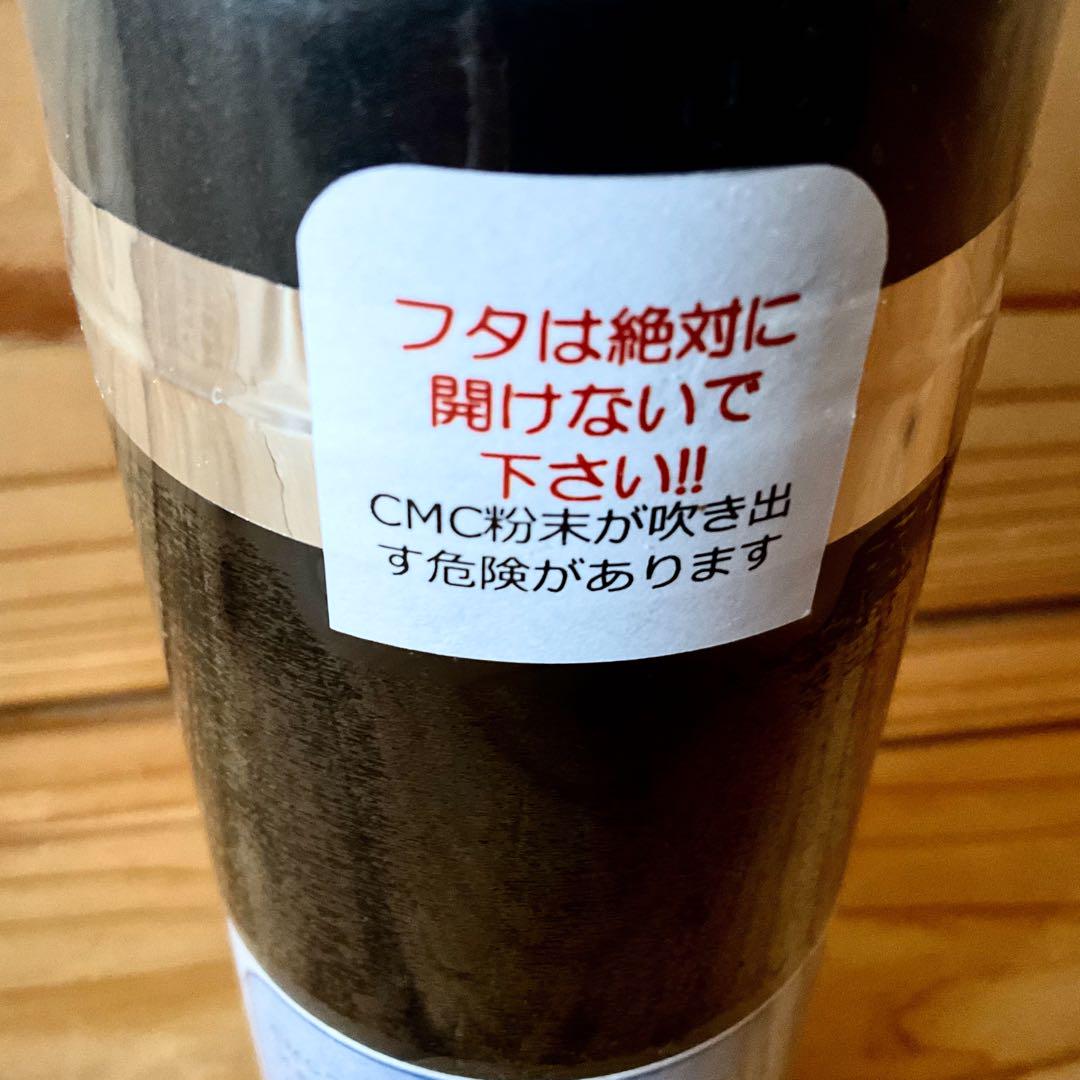 フタは絶対に
開けないで
下さい!!
CMC粉末が吹き出
す危険があります